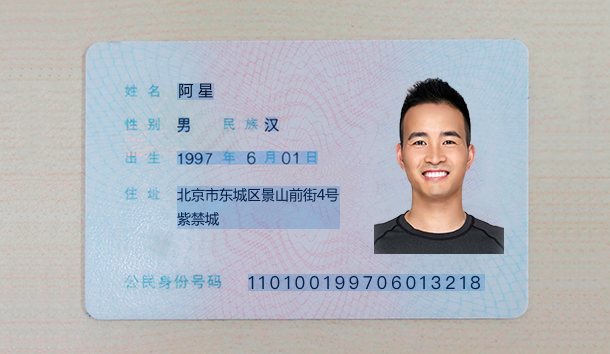 姓名 阿星
性别 男 民族 汉
出生 1997 年 6 月 01 日
住址 北京市东城区景山前街4号
紫禁城
公民身份号码 110100199706013218